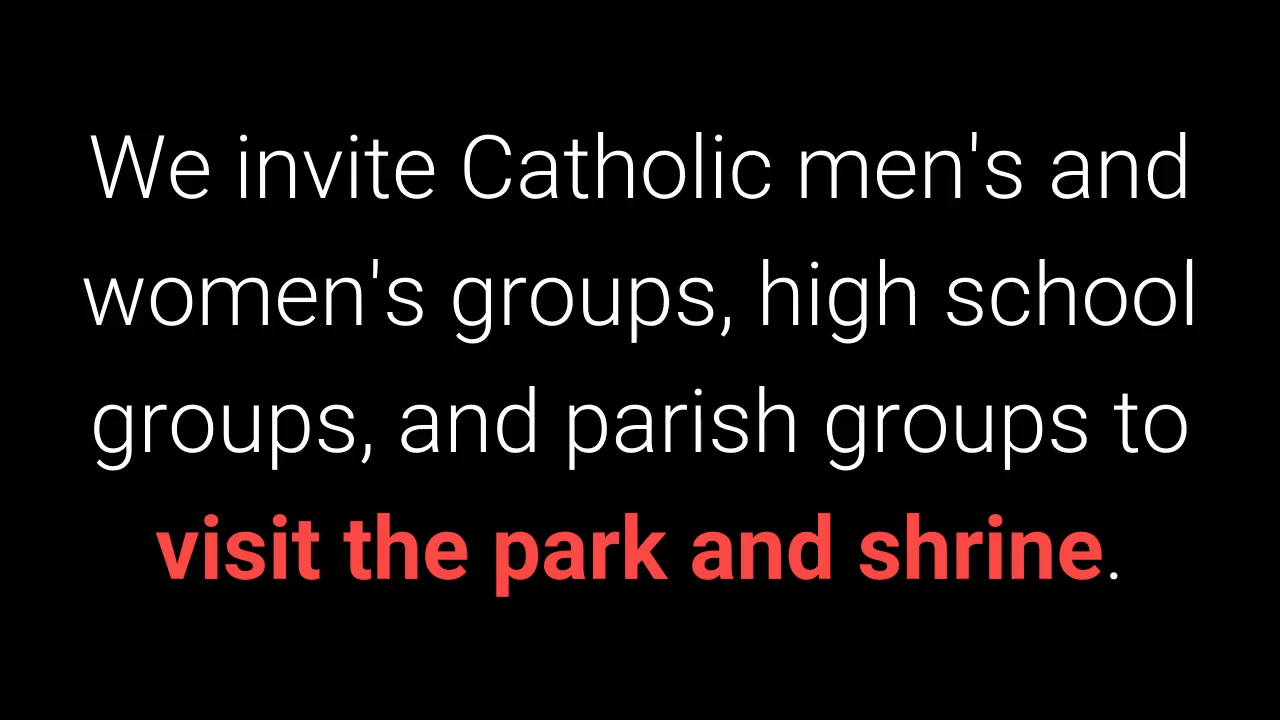 We invite Catholic men's and
women's groups, high school
groups, and parish groups to
visit the park and shrine.